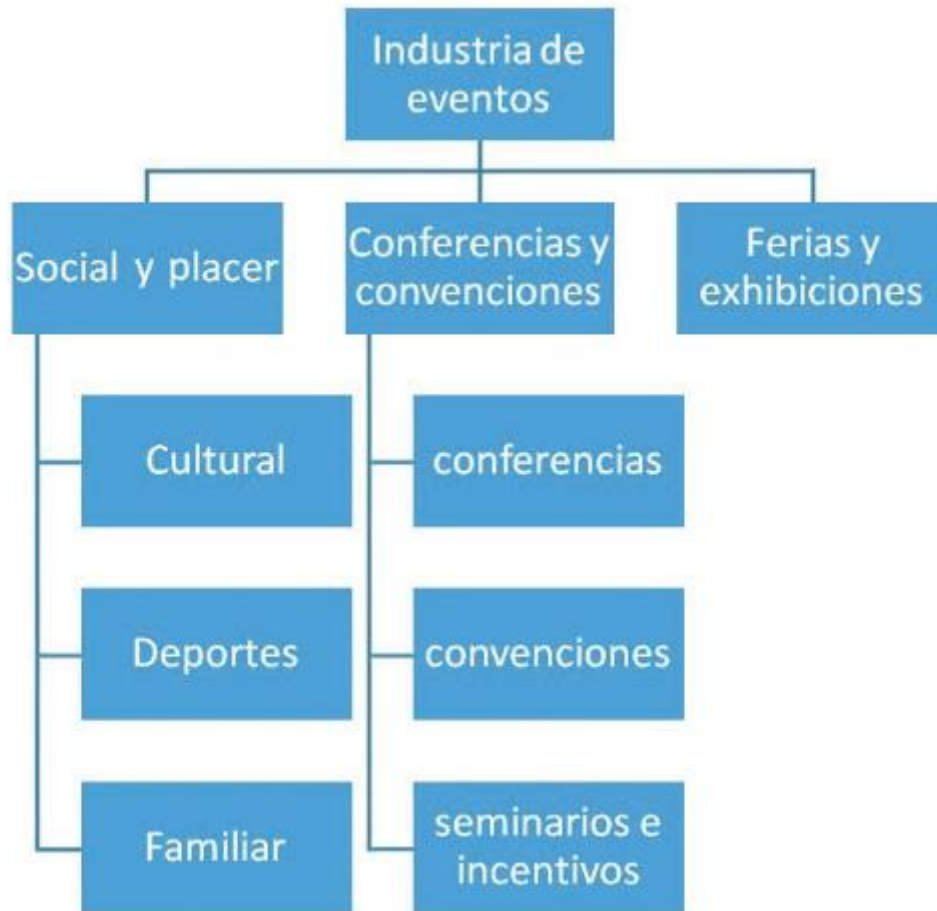 Industria de
eventos
Social y placer
Conferencias y
convenciones
Ferias y
exhibiciones
Cultural
conferencias
Deportes
convenciones
Familiar
seminarios e
incentivos